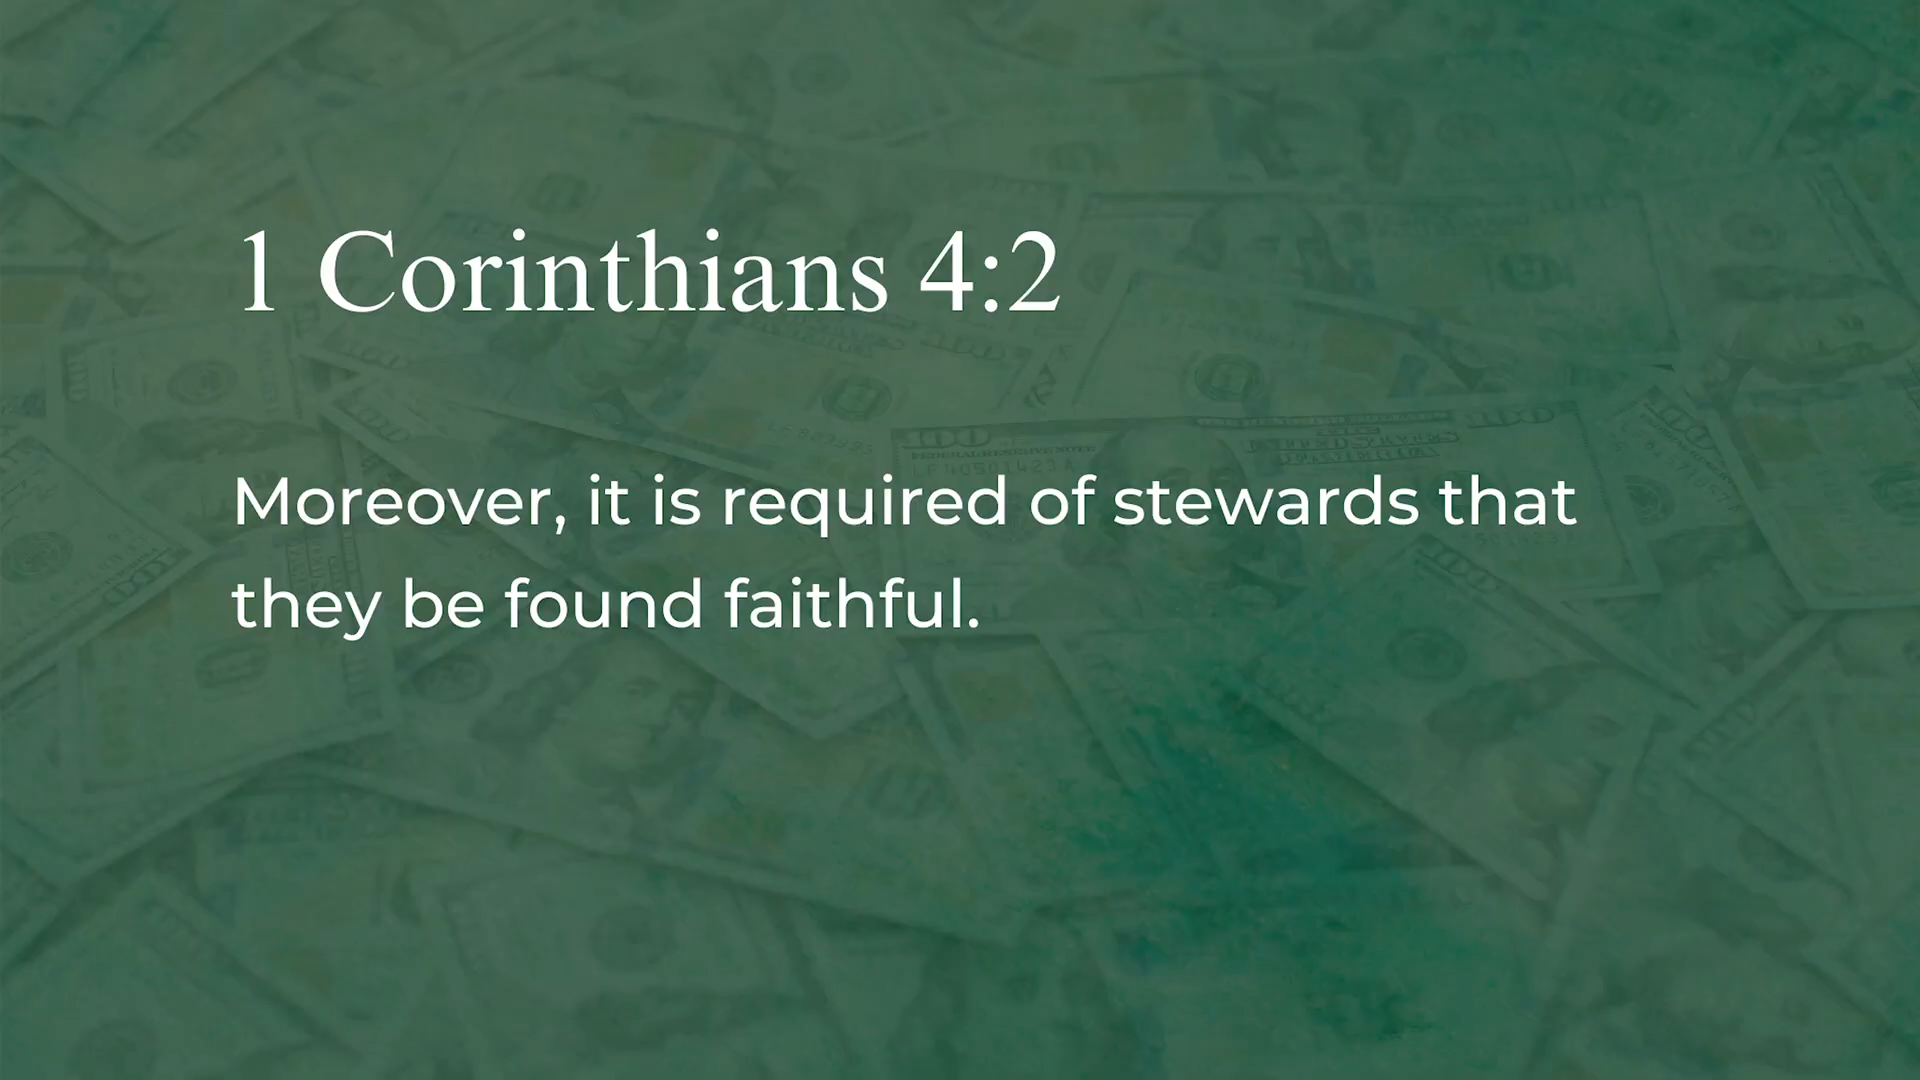 1 Corinthians 4:2
Moreover, it is required of stewards that
they be found faithful.